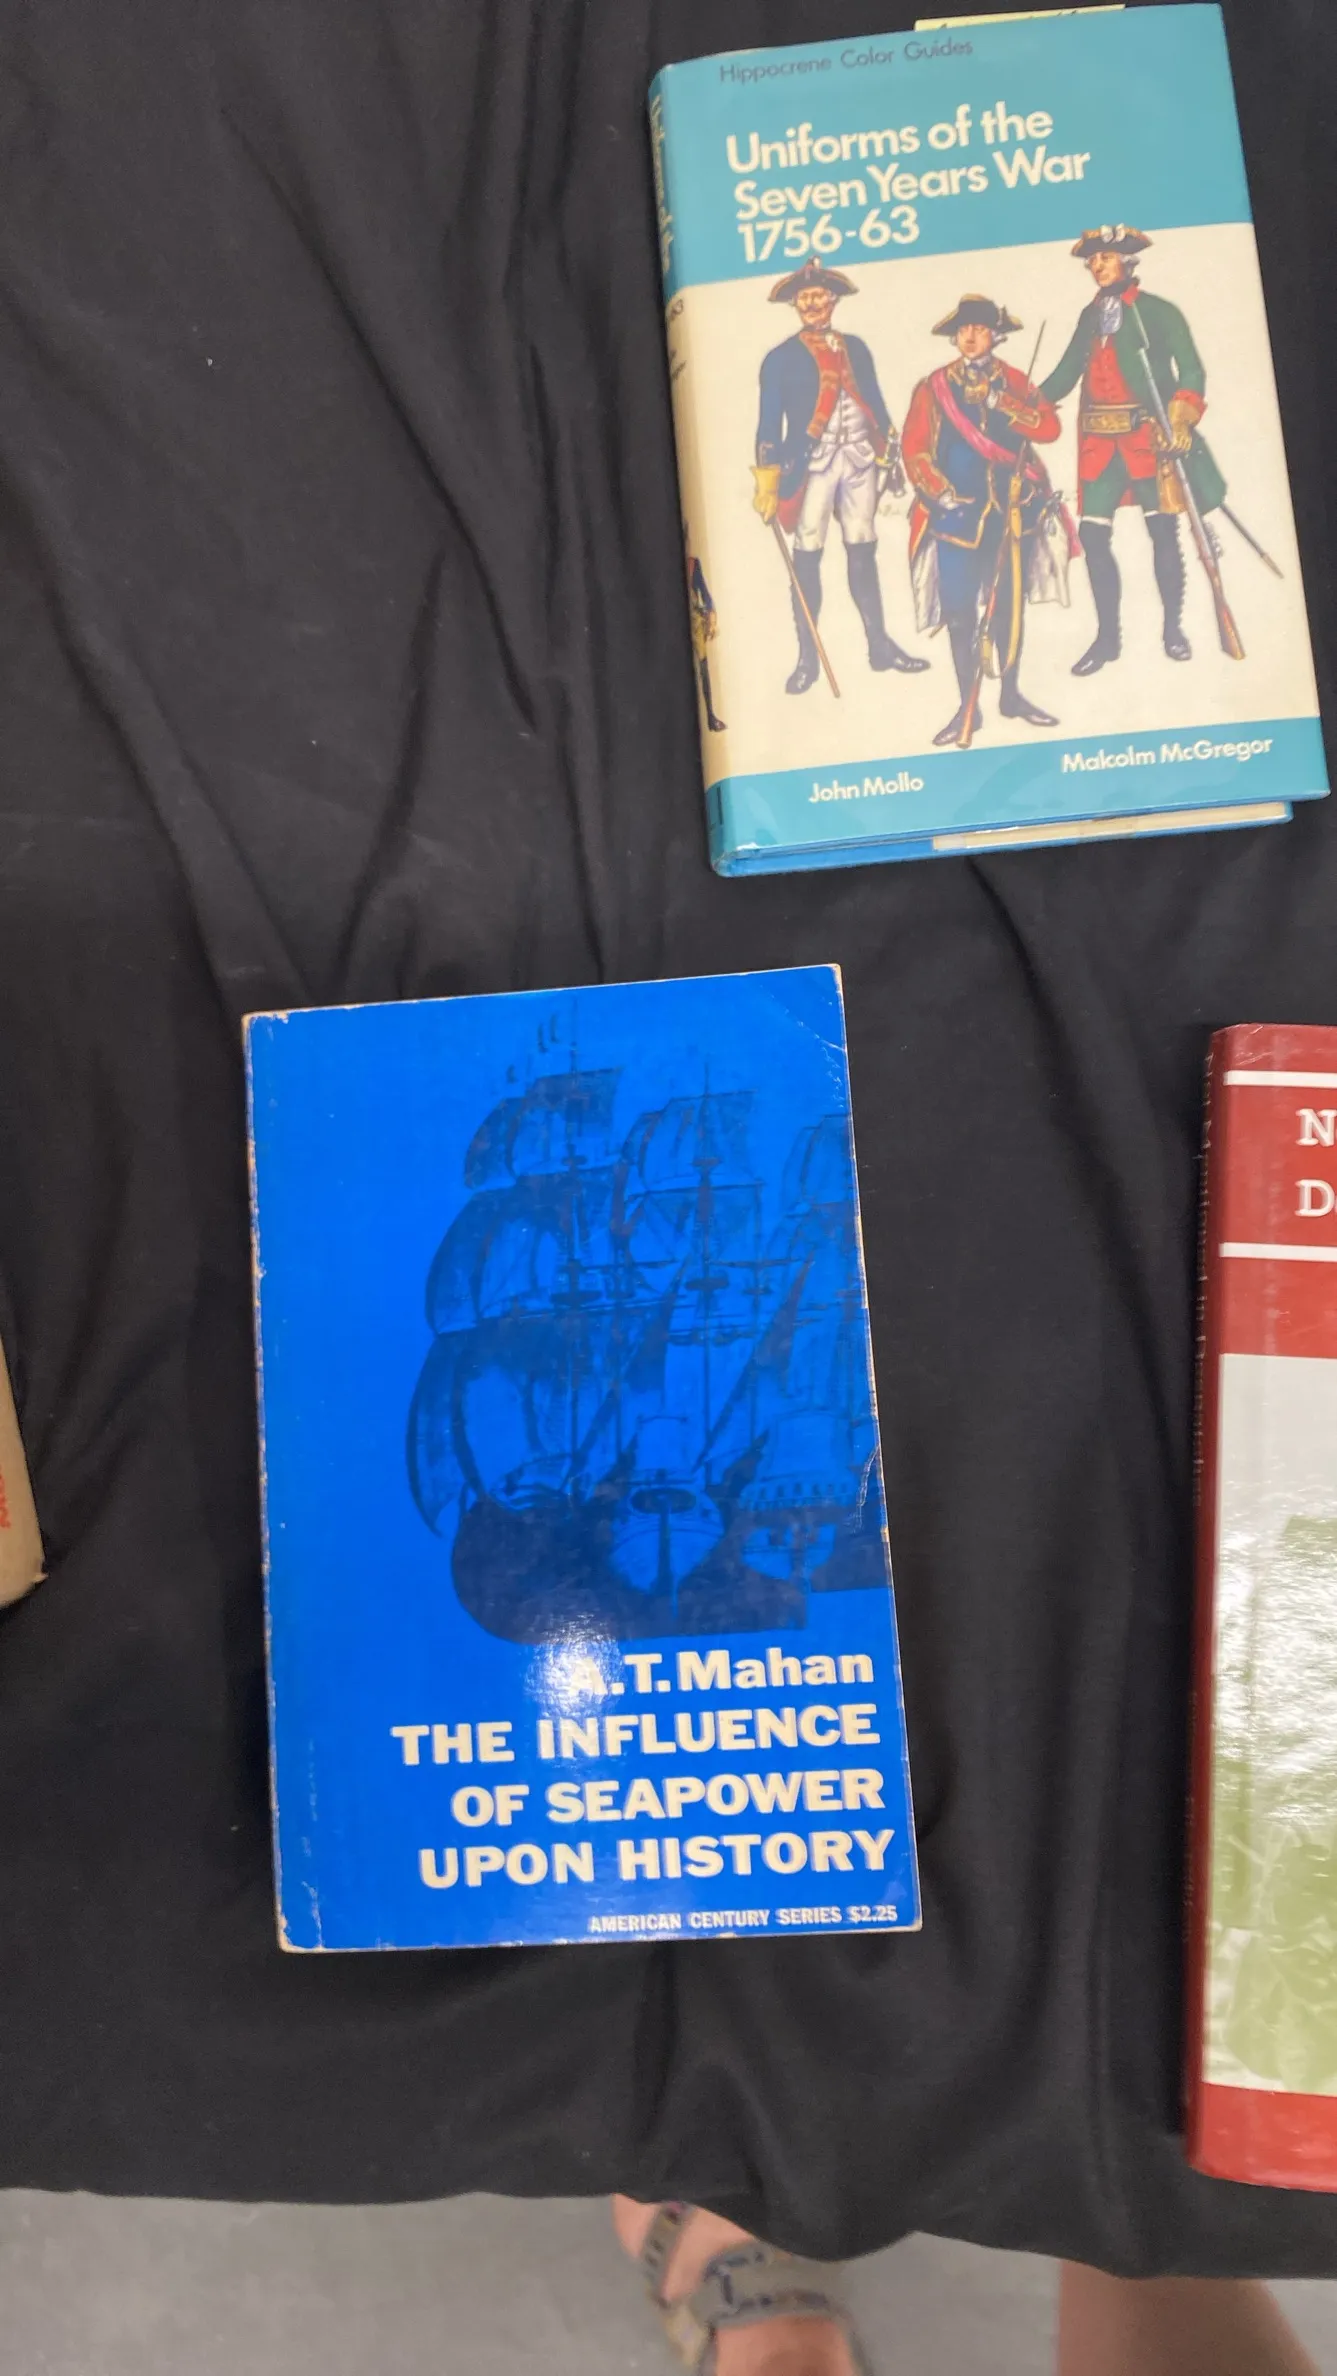 Hippocrene Color Guides
Uniforms of the
Seven Years War
1756-63
John Mollo
Malcolm McGregor
A.T. Mahan
THE INFLUENCE
OF SEAPOWER
UPON HISTORY
AMERICAN CENTURY SERIES $2.25